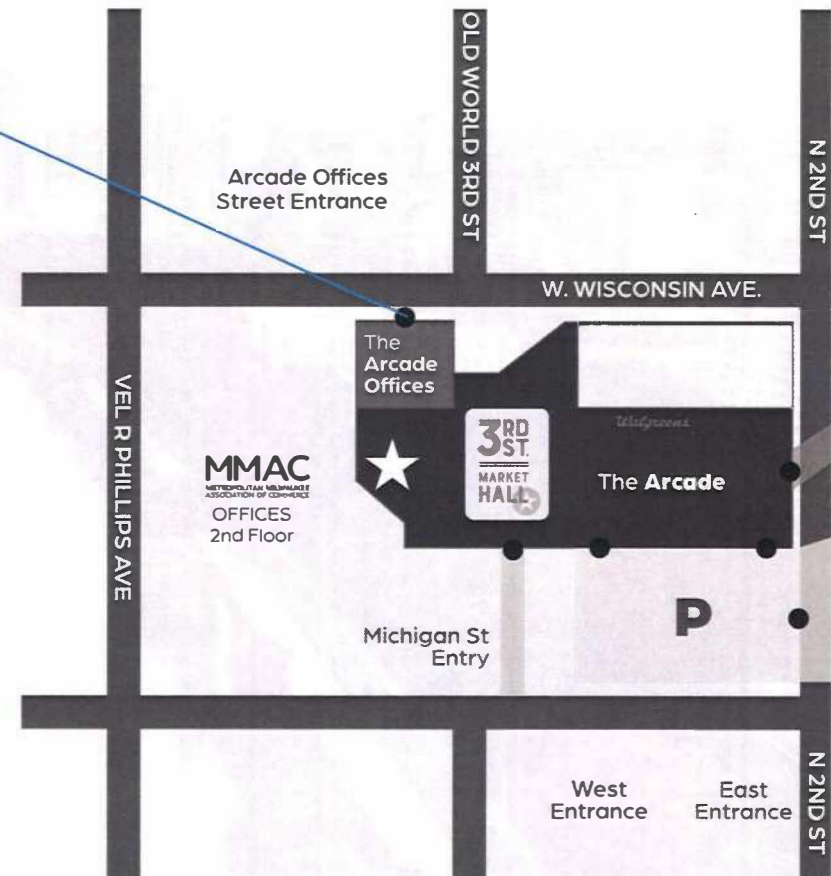 OLD WORLD 3RD ST
N 2ND ST
Arcade Offices
Street Entrance
W. WISCONSIN AVE.
The
Arcade
Offices
VEL R PHILLIPS AVE
Walgreens
3RD
ST.
MARKET
HALL
The Arcade
MMAC
METROPOLITAN MILWAUKEE
ASSOCIATION OF COMMERCE
OFFICES
2nd Floor
P
Michigan St
Entry
West
Entrance
East
Entrance
N 2ND ST